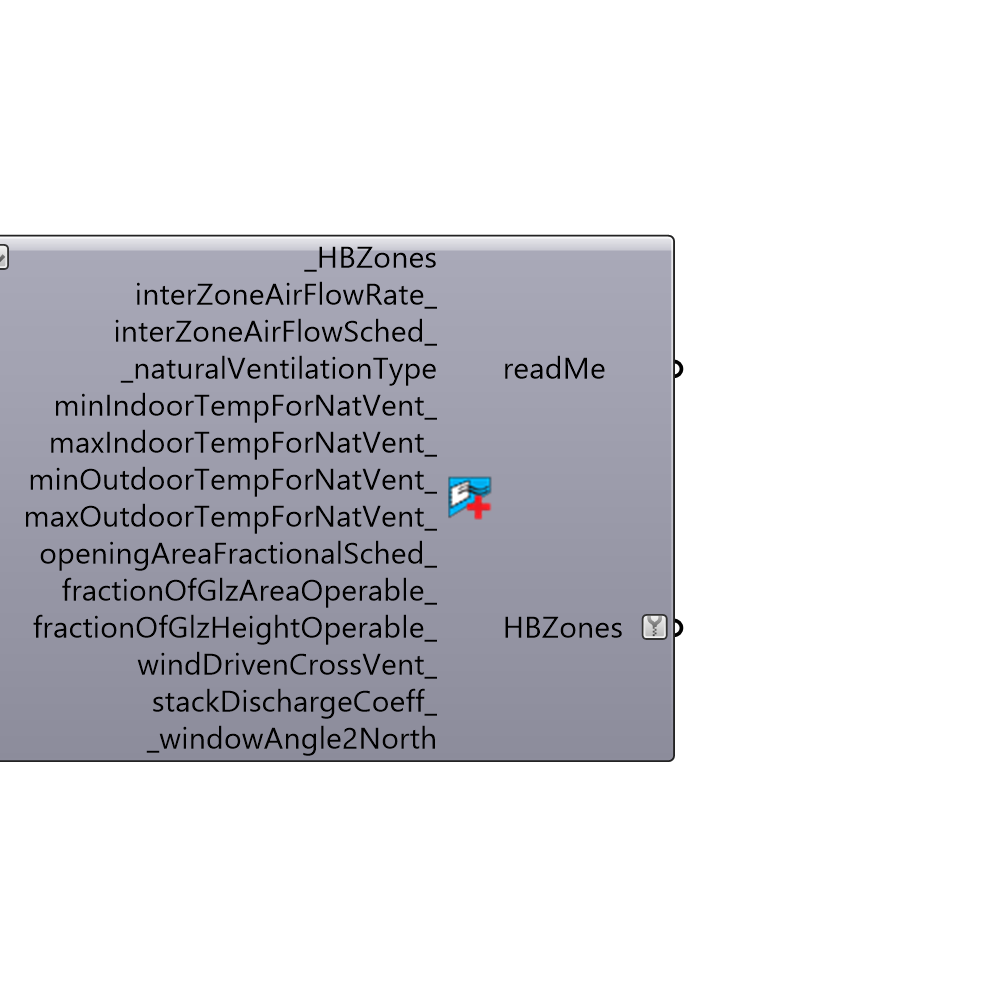 _HBZones
interZoneAirFlowRate_
interZoneAirFlowSched_
_naturalVentilationType
minIndoorTempForNatVent_
maxIndoorTempForNatVent_
minOutdoorTempForNatVent_
maxOutdoorTempForNatVent_
openingAreaFractionalSched_
fractionOfGlzAreaOperable_
fractionOfGlzHeightOperable_
windDrivenCrossVent_
stackDischargeCoeff_
_windowAngle2North
readMe
HBZones